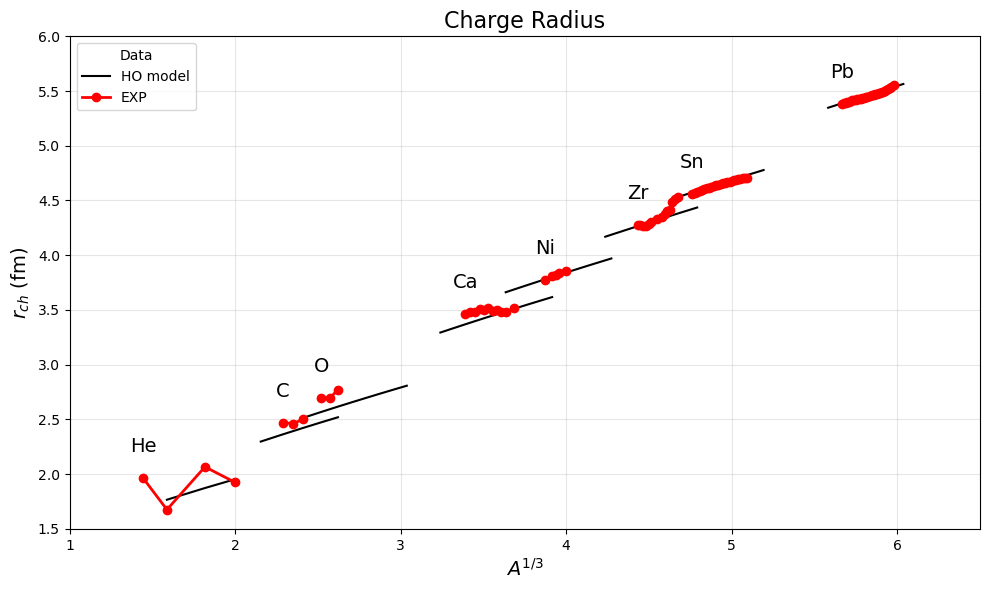 Charge Radius
Data
HO model
EXP
He
C
O
Ca
Ni
Zr
Sn
Pb
6.0
5.5
5.0
4.5
4.0
3.5
3.0
2.5
2.0
1.5
1
2
3
4
5
6
r_{ch} (fm)
A^{1/3}